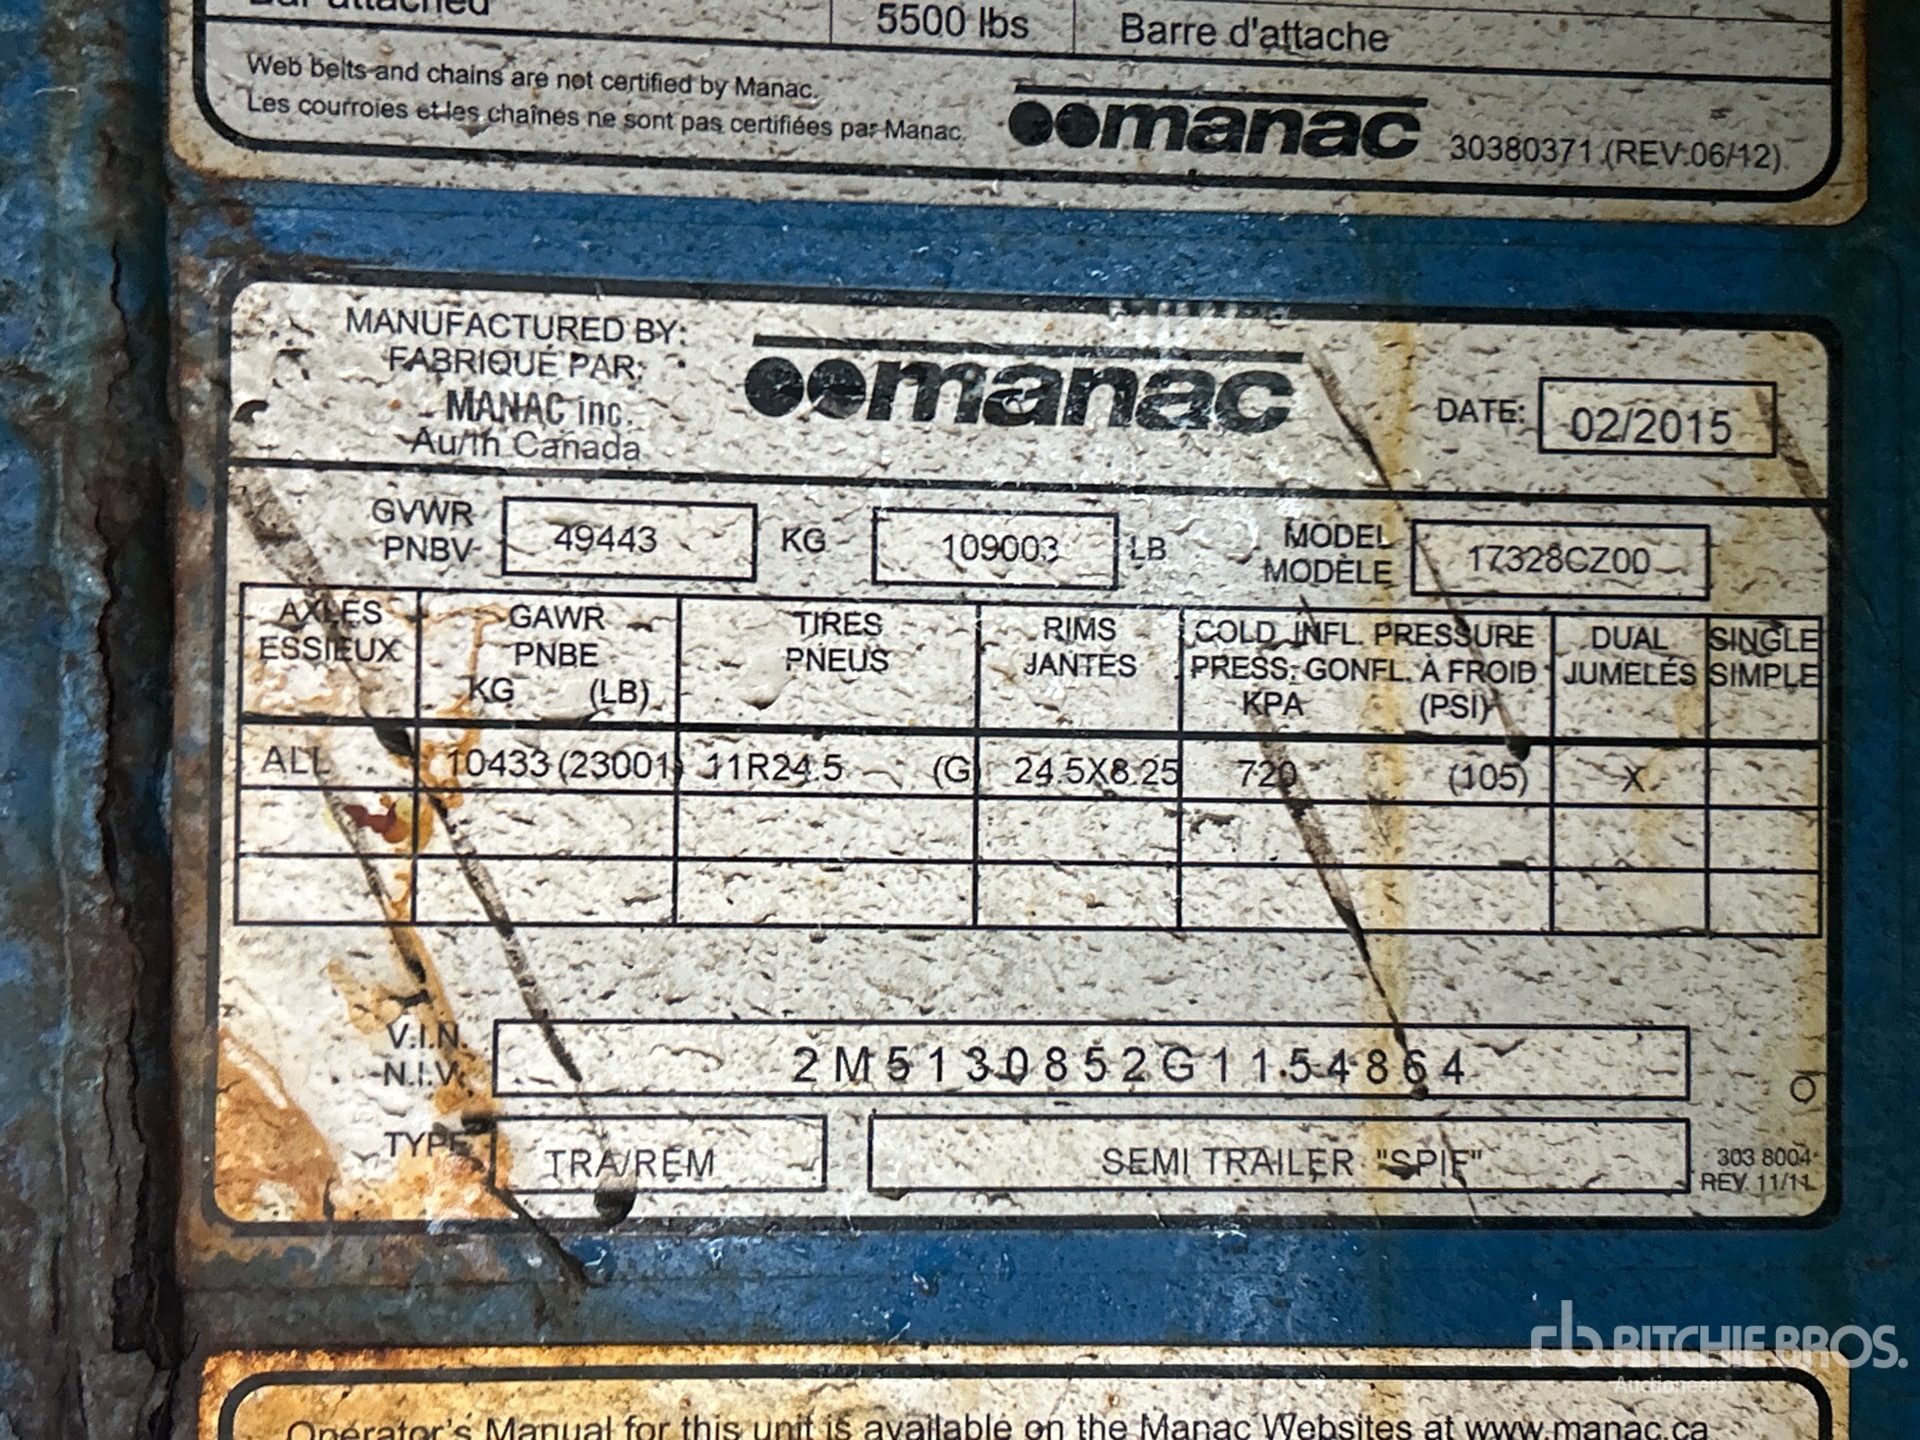 Bar attached 5500 lbs Barre d'attache
Web belts and chains are not certified by Manac.
Les courroies et les chaînes ne sont pas certifiées par Manac.
manac 30380371 (REV:06/12)
MANUFACTURED BY:
FABRIQUÉ PAR:
MANAC inc.
Au/In Canada
manac
DATE: 02/2015
GVWR
PNBV
49443 KG 109003 LB
MODEL
MODÈLE
17328CZ00
AXLES
ESSIEUX
GAWR
PNBE
KG (LB)
TIRES
PNEUS
RIMS
JANTES
COLD INFL. PRESSURE
PRESS. GONFL. À FROID
KPA (PSI)
DUAL
JUMELÉS
SINGLE
SIMPLE
ALL 10433 (23001) 11R24.5 (G) 24.5X8.25 720 (105) X
V.I.N.
N.I.V.
2M5130852G1154864
TYPE TRA/REM SEMI TRAILER "SPIF"
303 8004
REV. 11/11
rb RITCHIE BROS.
Auctioneers
Operator's Manual for this unit is available on the Manac Websites at www.manac.ca